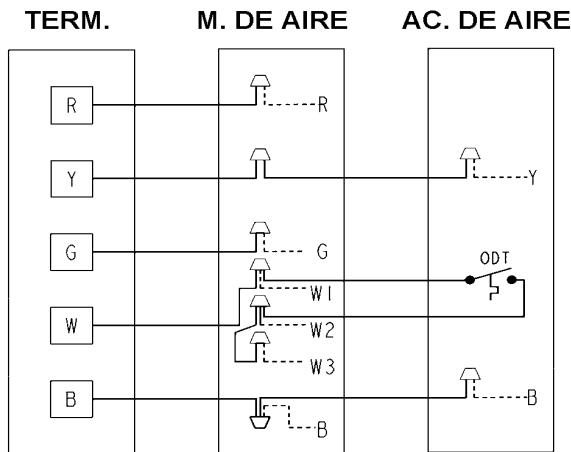 TERM. M. DE AIRE AC. DE AIRE
R R
Y Y
G G
ODT
W1
W W2
W3
B B B